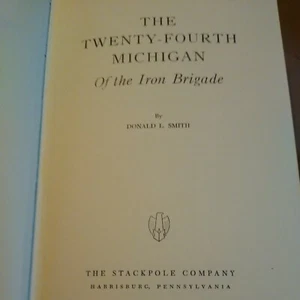 THE
TWENTY-FOURTH
MICHIGAN
Of the Iron Brigade
By
DONALD L. SMITH
THE STACKPOLE COMPANY
HARRISBURG, PENNSYLVANIA